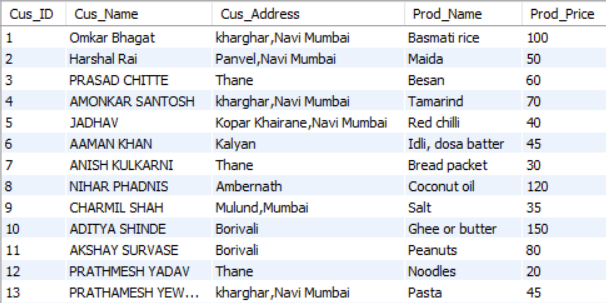 Cus_ID Cus_Name Cus_Address Prod_Name Prod_Price
1 Omkar Bhagat kharghar,Navi Mumbai Basmati rice 100
2 Harshal Rai Panvel,Navi Mumbai Maida 50
3 PRASAD CHITTE Thane Besan 60
4 AMONKAR SANTOSH kharghar,Navi Mumbai Tamarind 70
5 JADHAV Kopar Khairane,Navi Mumbai Red chilli 40
6 AAMAN KHAN Kalyan Idli, dosa batter 45
7 ANISH KULKARNI Thane Bread packet 30
8 NIHAR PHADNIS Ambernath Coconut oil 120
9 CHARMIL SHAH Mulund,Mumbai Salt 35
10 ADITYA SHINDE Borivali Ghee or butter 150
11 AKSHAY SURVASE Borivali Peanuts 80
12 PRATHMESH YADAV Thane Noodles 20
13 PRATHAMESH YEW... kharghar,Navi Mumbai Pasta 45